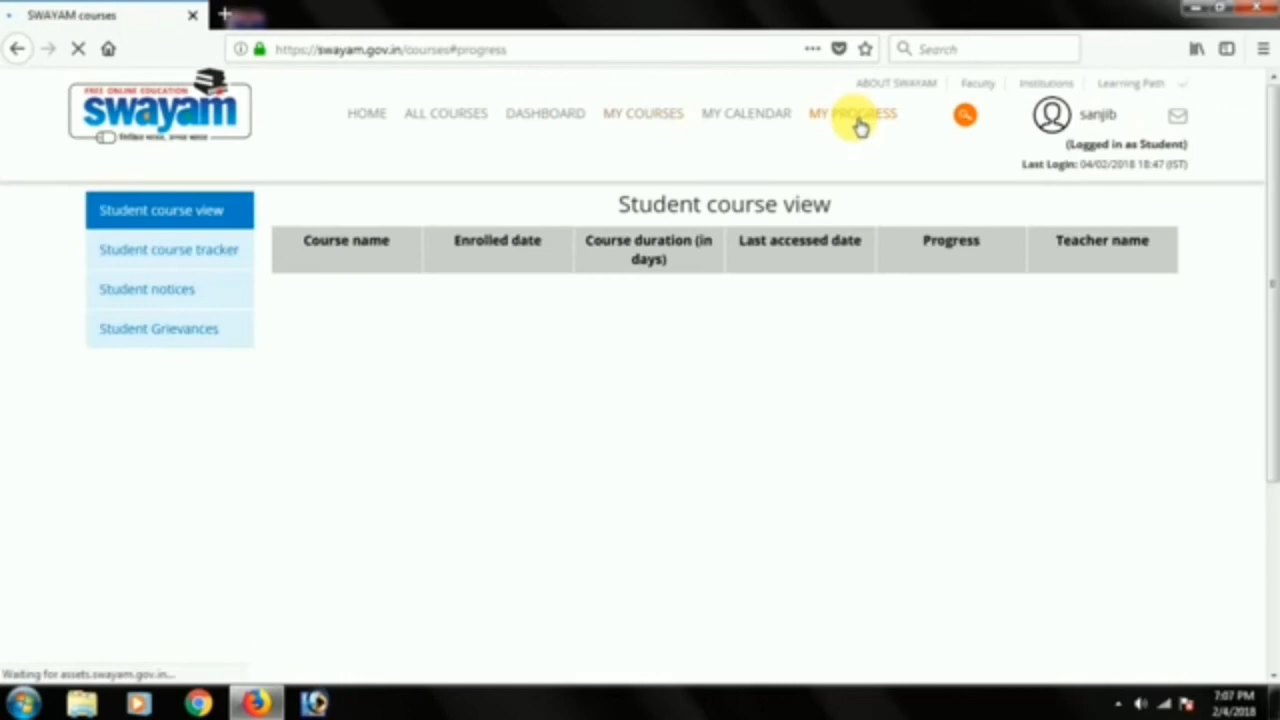 SWAYAM courses
https://swayam.gov.in/courses#progress
Search
FREE ONLINE EDUCATION
swayam
ABOUT SWAYAM
Faculty
Institutions
Learning Path
HOME
ALL COURSES
DASHBOARD
MY COURSES
MY CALENDAR
MY PROGRESS
sanjib
(Logged in as Student)
Last Login: 04/02/2018 18:47 (IST)
Student course view
Student course tracker
Student notices
Student Grievances
Student course view
Course name
Enrolled date
Course duration (in
days)
Last accessed date
Progress
Teacher name
Waiting for assets.swayam.gov.in...
7:07 PM
2/4/2018